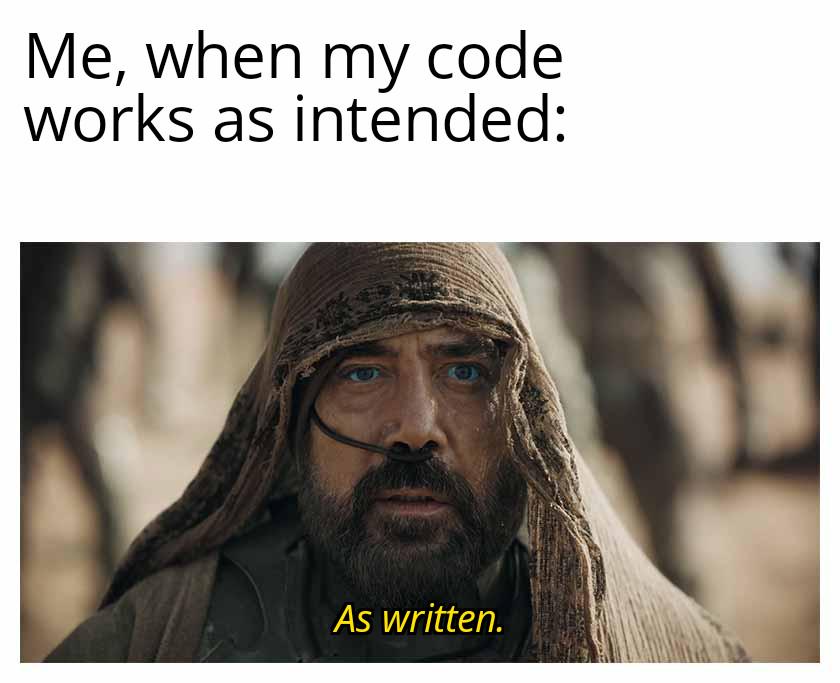 Me, when my code
works as intended:
As written.